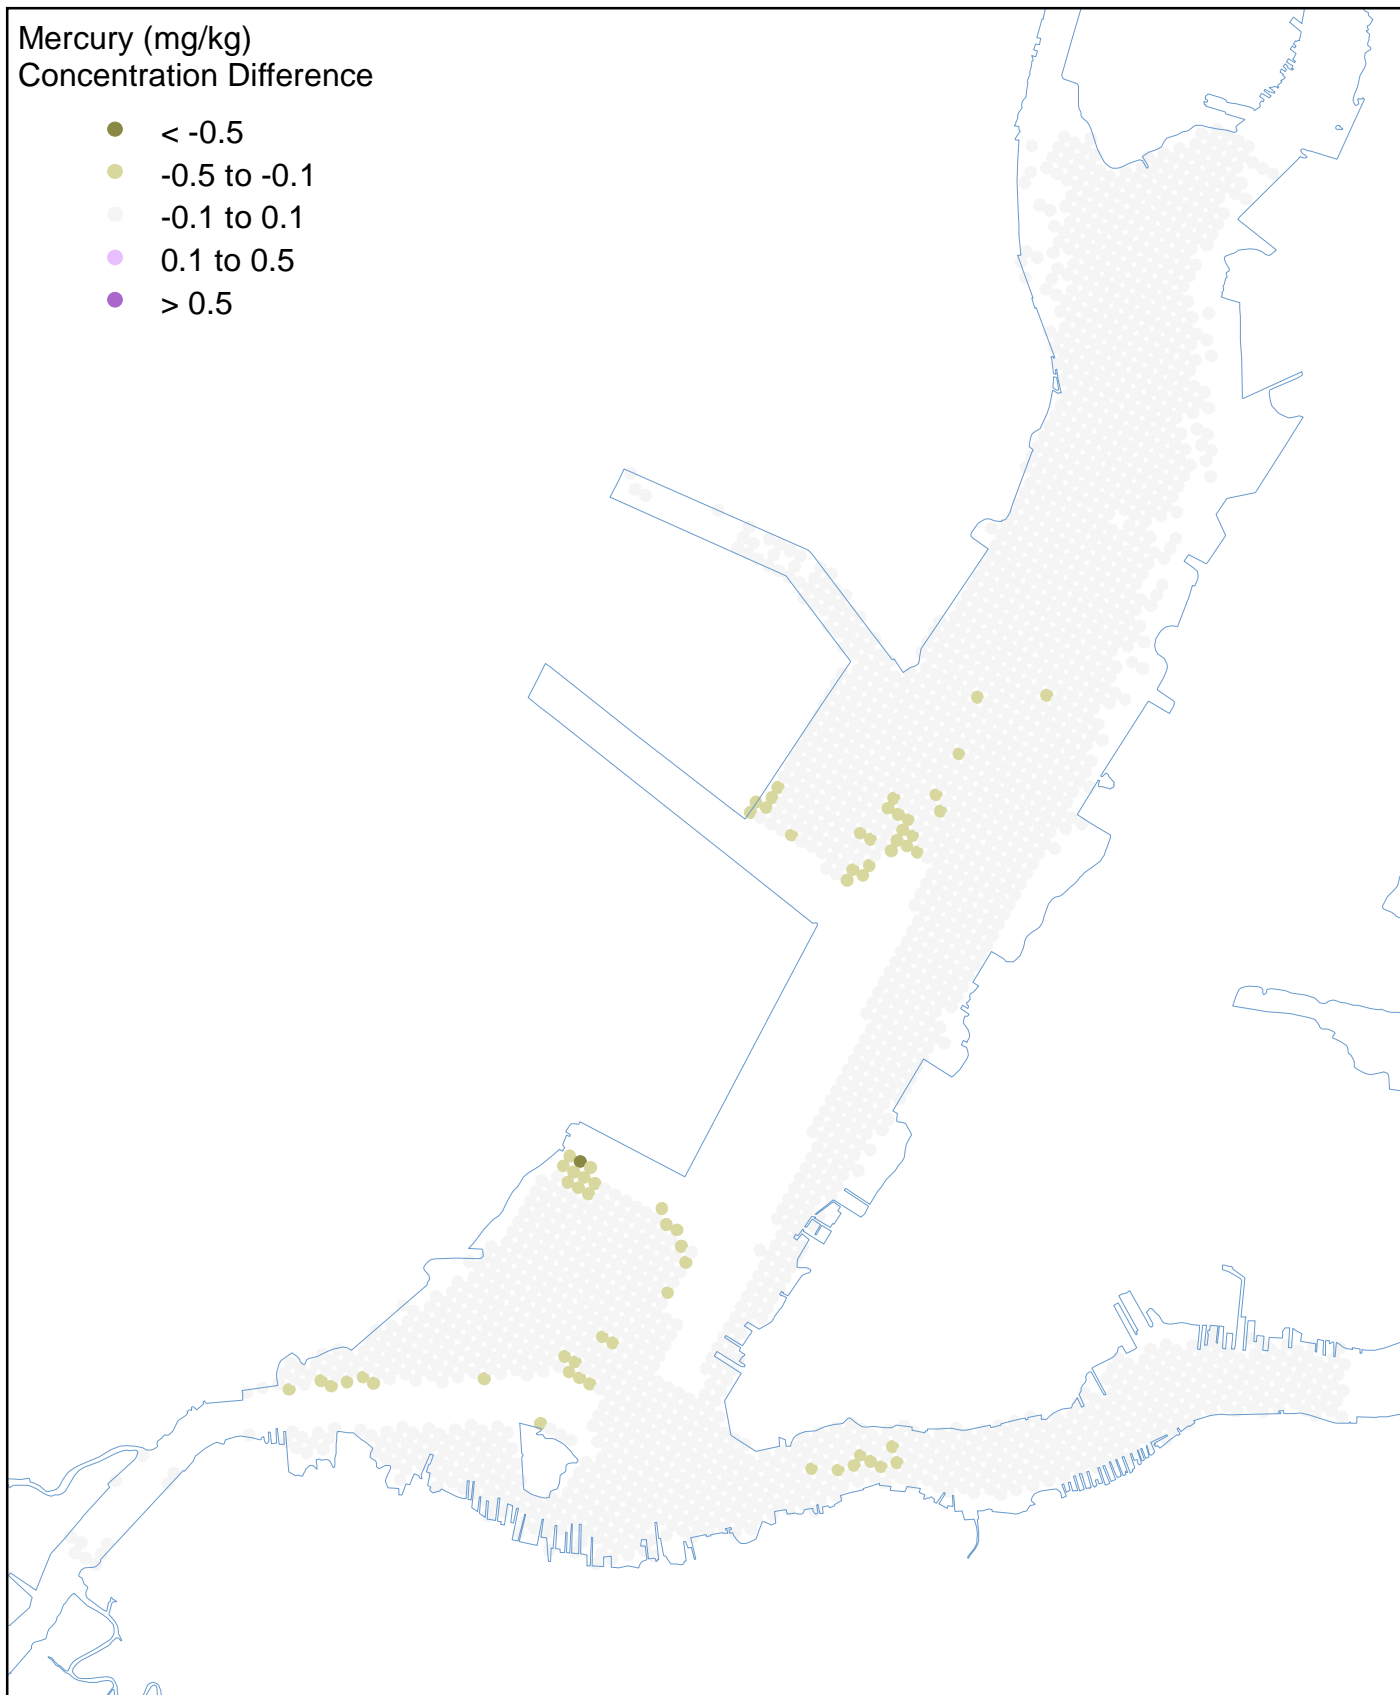 Mercury (mg/kg)
Concentration Difference
< -0.5
-0.5 to -0.1
-0.1 to 0.1
0.1 to 0.5
> 0.5